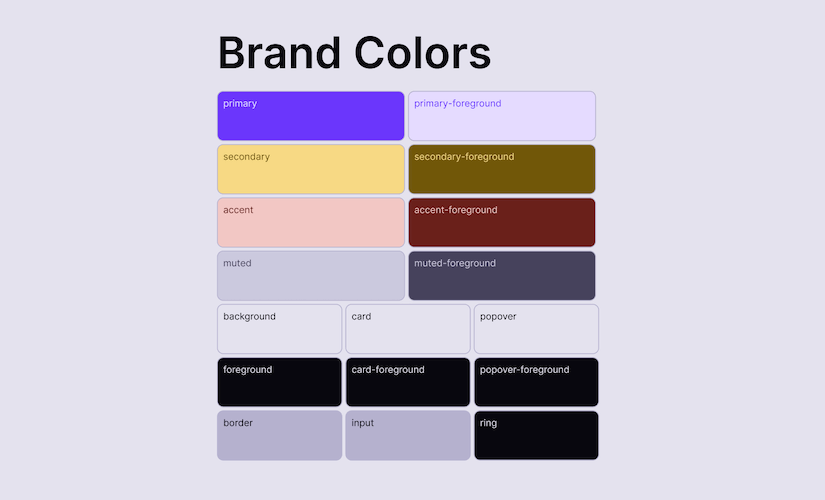 Brand Colors
primary
primary-foreground
secondary
secondary-foreground
accent
accent-foreground
muted
muted-foreground
background
card
popover
foreground
card-foreground
popover-foreground
border
input
ring